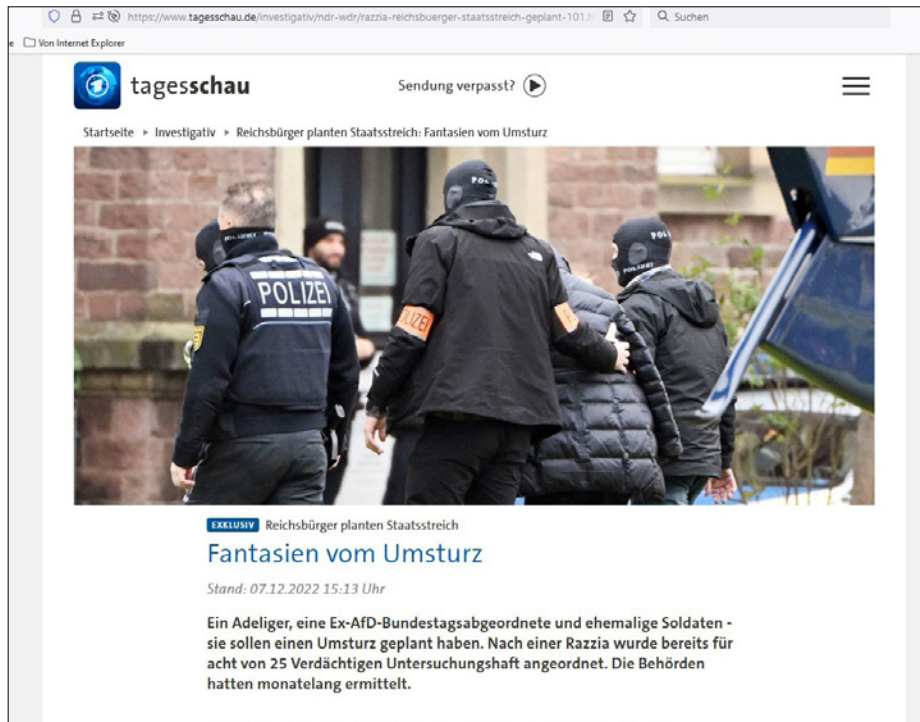 https://www.tagesschau.de/investigativ/ndr-wdr/razzia-reichsbuerger-staatsstreich-geplant-101.h
Suchen
e Von Internet Explorer
tagesschau
Sendung verpasst?
Startseite ▸ Investigativ ▸ Reichsbürger planten Staatsstreich: Fantasien vom Umsturz
POLIZEI
POLIZEI
POLIZEI
EXKLUSIV Reichsbürger planten Staatsstreich
Fantasien vom Umsturz
Stand: 07.12.2022 15:13 Uhr
Ein Adeliger, eine Ex-AfD-Bundestagsabgeordnete und ehemalige Soldaten -
sie sollen einen Umsturz geplant haben. Nach einer Razzia wurde bereits für
acht von 25 Verdächtigen Untersuchungshaft angeordnet. Die Behörden
hatten monatelang ermittelt.